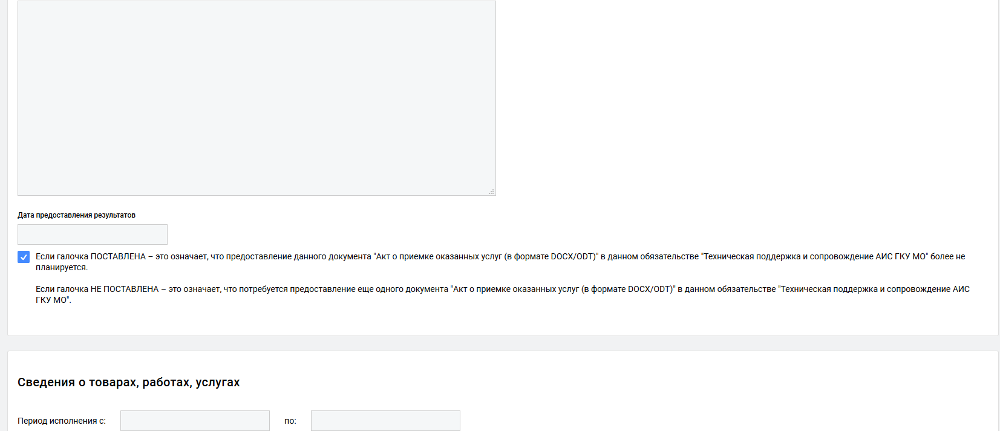 Дата предоставления результатов
Если галочка ПОСТАВЛЕНА – это означает, что предоставление данного документа "Акт о приемке оказанных услуг (в формате DOCX/ODT)" в данном обязательстве "Техническая поддержка и сопровождение АИС ГКУ МО" более не
планируется.
Если галочка НЕ ПОСТАВЛЕНА – это означает, что потребуется предоставление еще одного документа "Акт о приемке оказанных услуг (в формате DOCX/ODT)" в данном обязательстве "Техническая поддержка и сопровождение АИС
ГКУ МО".
Сведения о товарах, работах, услугах
Период исполнения с: по: